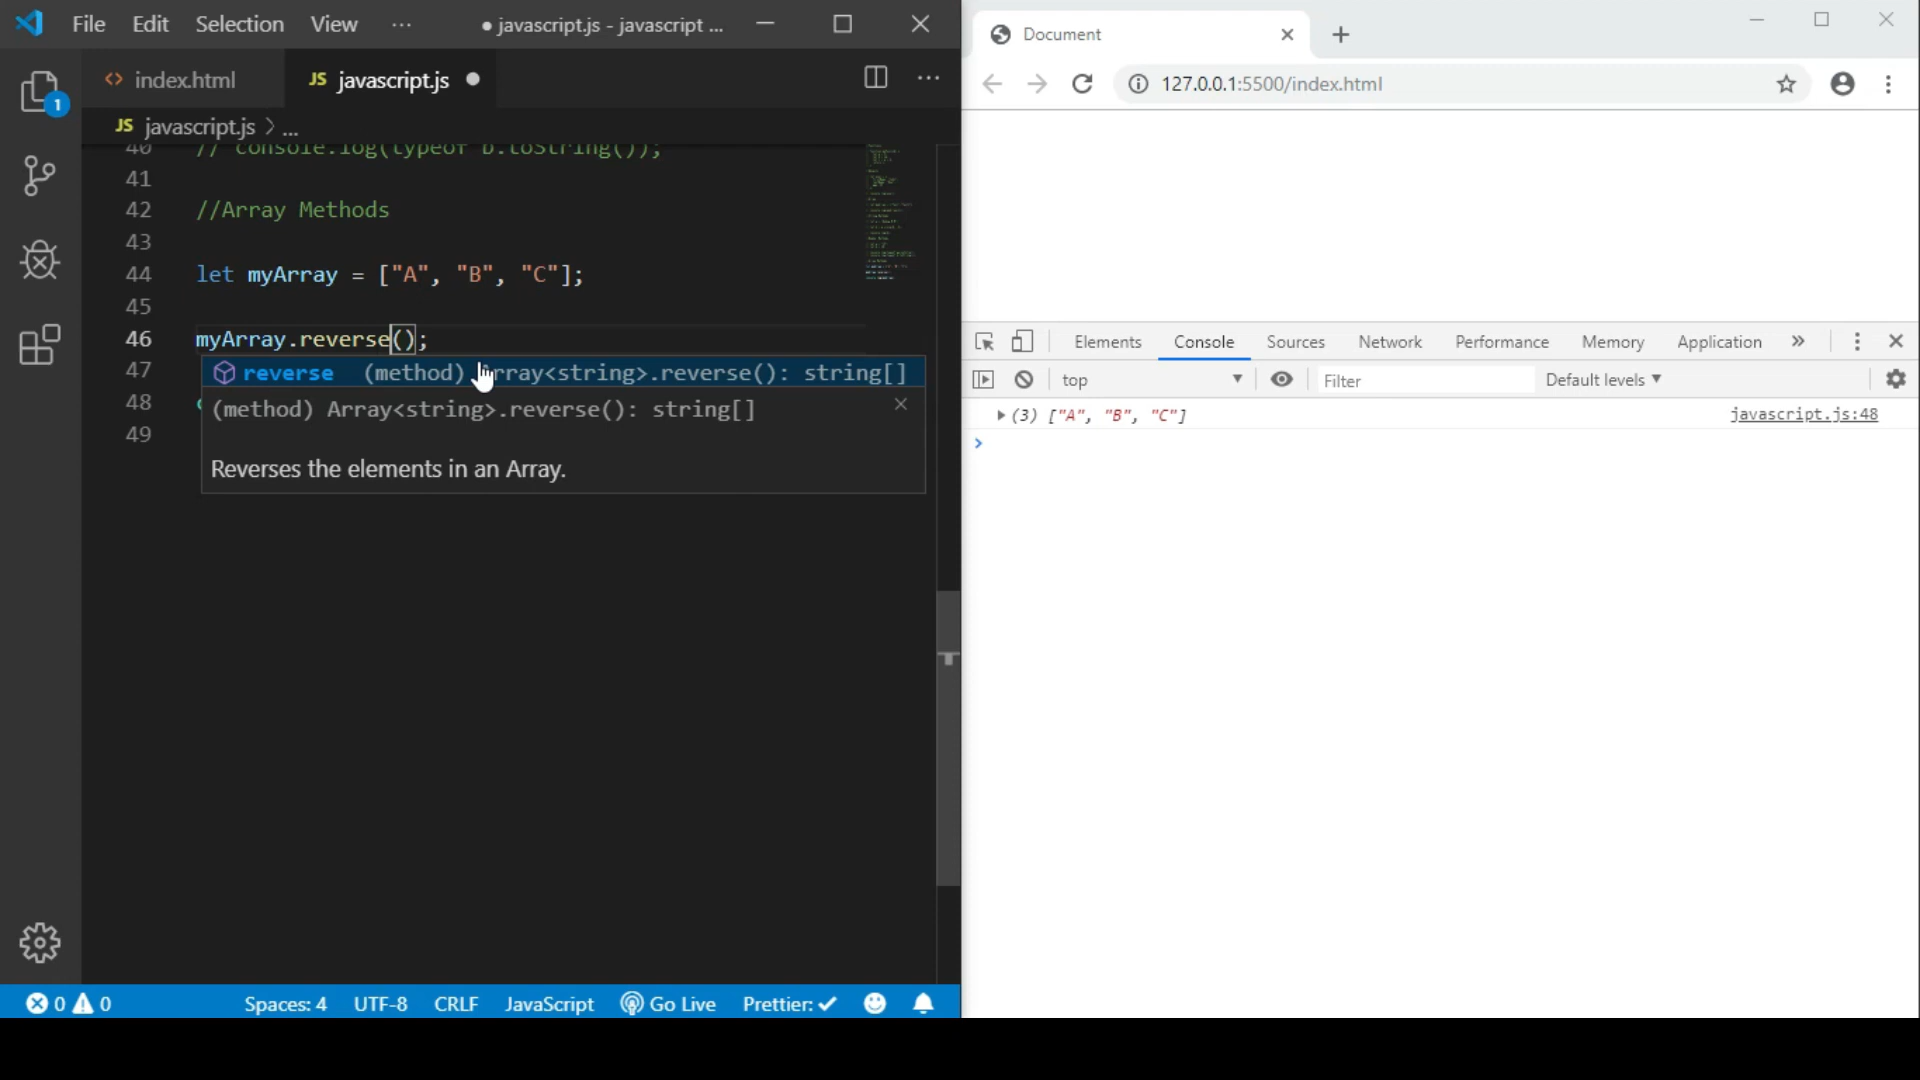 File Edit Selection View ··· ● javascript.js - javascript ...
index.html
JS javascript.js ●
1
JS javascript.js > ...
40 // console.log(typeof b.toString());
41
42 //Array Methods
43
44 let myArray = ["A", "B", "C"];
45
46 myArray.reverse();
47 reverse (method) Array<string>.reverse(): string[]
48 (method) Array<string>.reverse(): string[]
49
Reverses the elements in an Array.
0 0 Spaces: 4 UTF-8 CRLF JavaScript Go Live Prettier: ✓
Document
127.0.0.1:5500/index.html
Elements Console Sources Network Performance Memory Application »
top Filter Default levels ▼
(3) ["A", "B", "C"] javascript.js:48
>